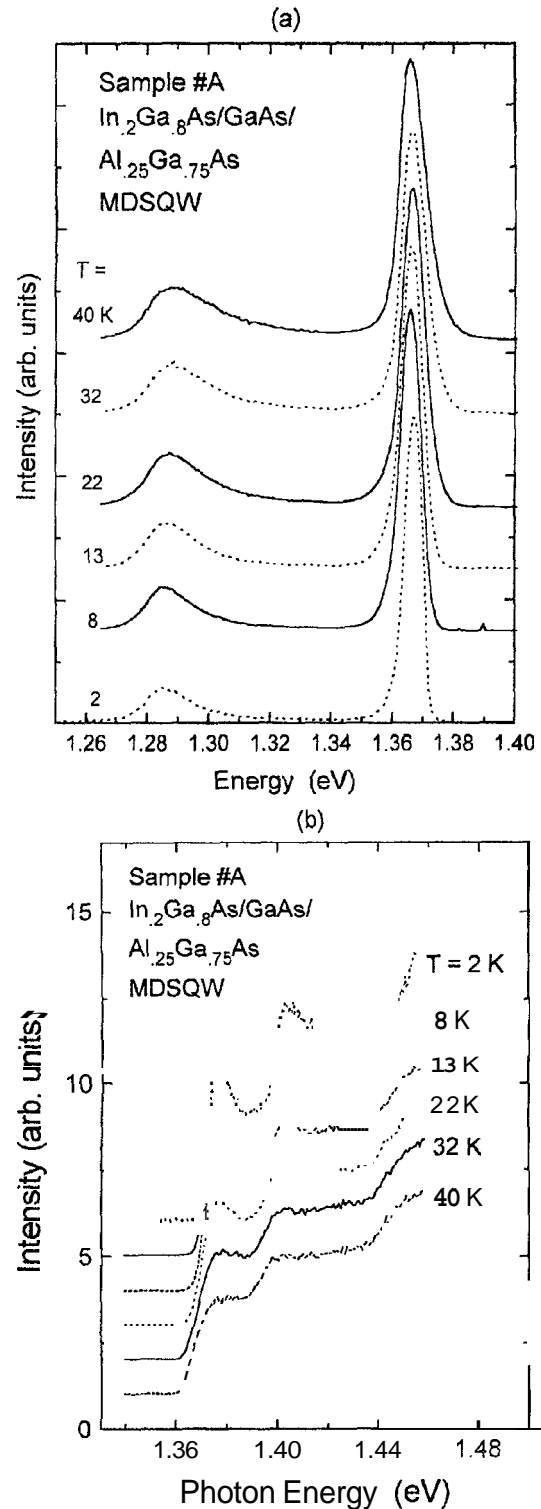 (a)
Sample #A
In.2Ga.8As/GaAs/
Al.25Ga.75As
MDSQW
T =
40 K
32
22
13
8
2
Intensity (arb. units)
1.26 1.28 1.30 1.32 1.34 1.36 1.38 1.40
Energy (eV)
(b)
Sample #A
In.2Ga.8As/GaAs/
Al.25Ga.75As
MDSQW
T = 2 K
8 K
13 K
22 K
32 K
40 K
15
10
5
0
Intensity (arb. units)
1.36 1.40 1.44 1.48
Photon Energy (eV)